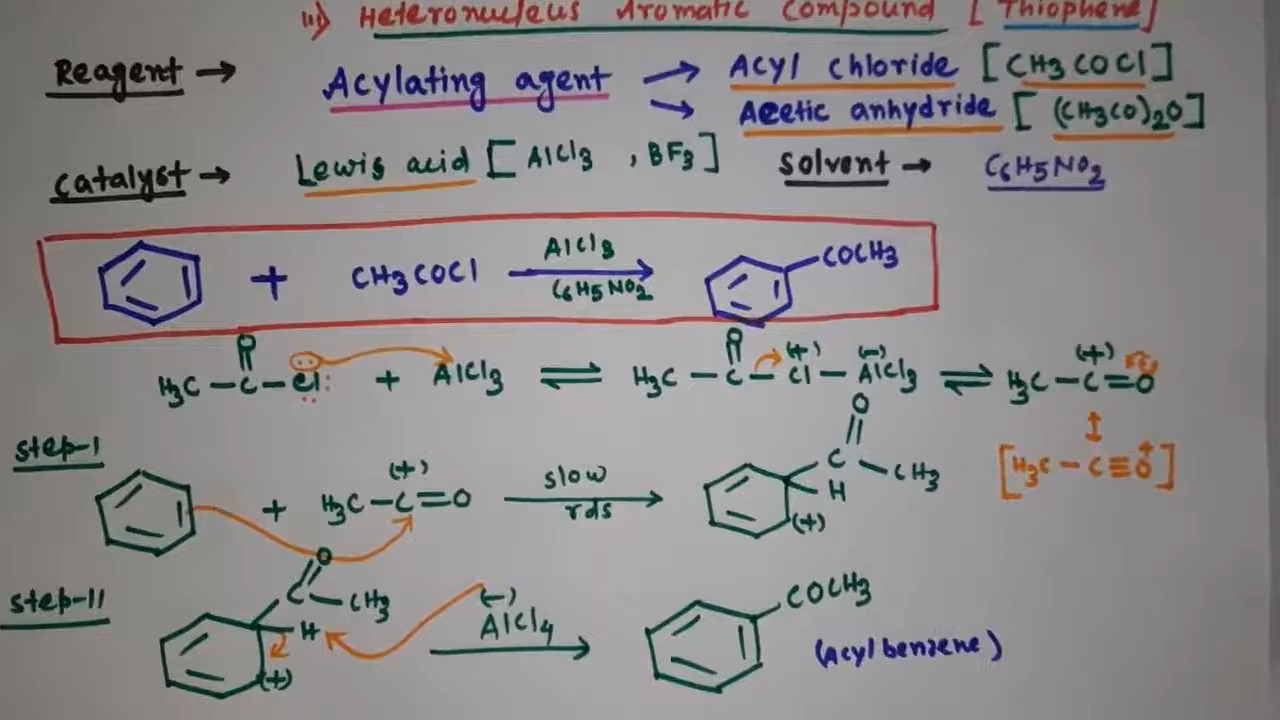 ii) Heteronucleus Aromatic Compound [Thiophene]
Reagent → Acylating agent → Acyl chloride [CH3COCl]
→ Acetic anhydride [(CH3CO)2O]
Catalyst → Lewis acid [AlCl3 , BF3] Solvent → C6H5NO2
+ CH3COCl AlCl3 C6H5NO2 COCH3
O O
H3C – C – Cl: + AlCl3 ⇌ H3C – C – Cl(+) – AlCl3(–) ⇌ H3C – C(+) = O
↕
[H3C – C ≡ O+]
Step-I
+ H3C – C(+) = O slow rds O C – CH3 H (+)
Step-II
O C – CH3 H (+) (–) AlCl4 COCH3
(Acyl benzene)